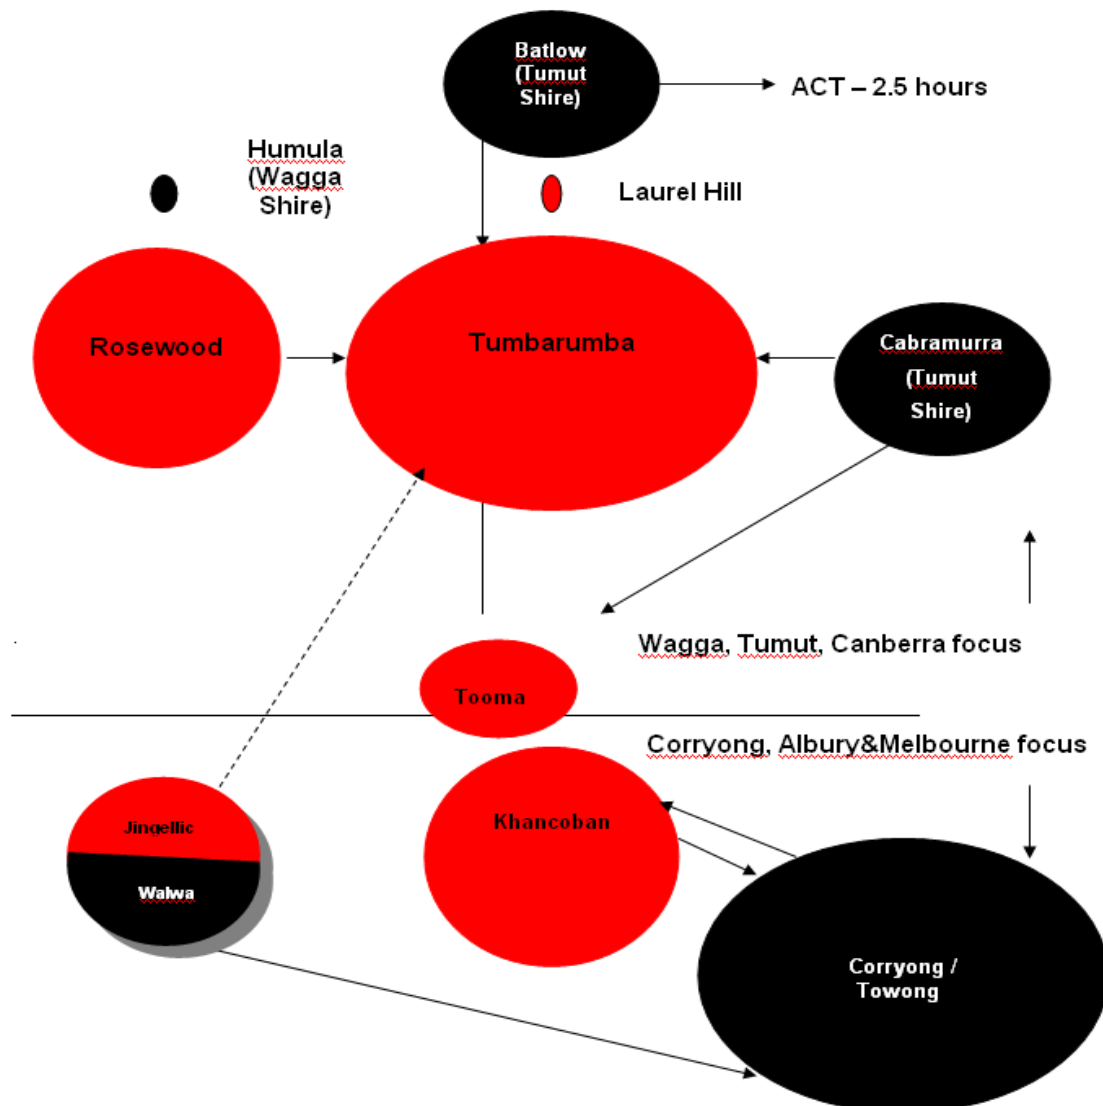 Batlow
(Tumut
Shire)
ACT – 2.5 hours
Humula
(Wagga
Shire)
Laurel Hill
Rosewood
Tumbarumba
Cabramurra
(Tumut
Shire)
Wagga, Tumut, Canberra focus
Tooma
Corryong, Albury&Melbourne focus
Jingellic
Walwa
Khancoban
Corryong /
Towong